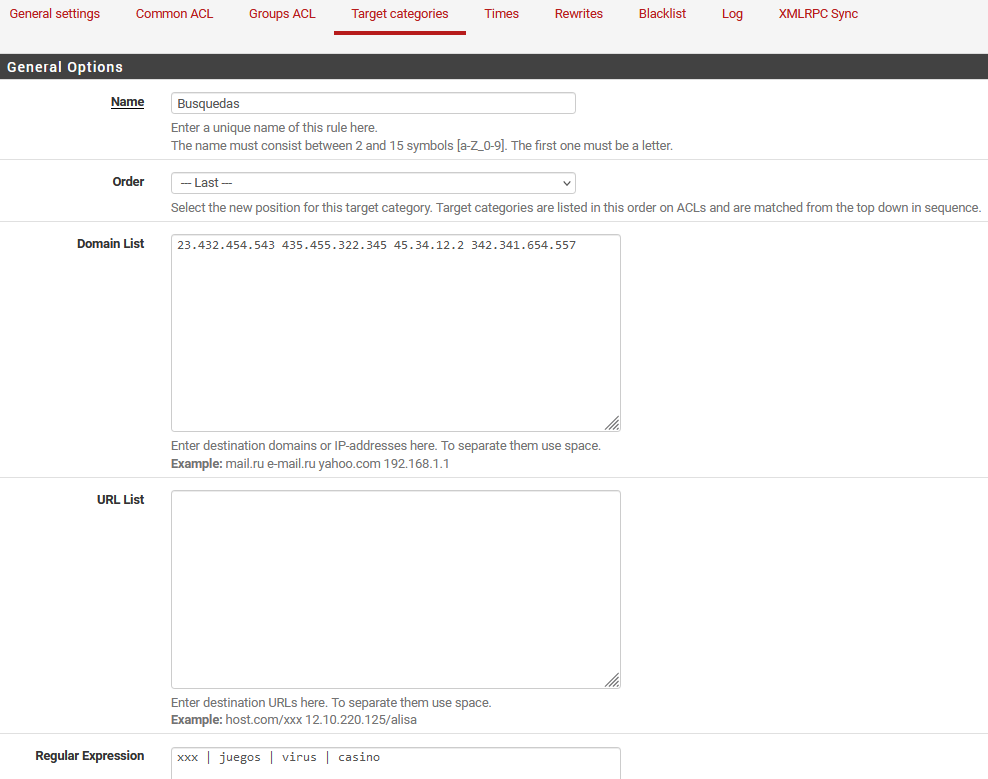 General settings Common ACL Groups ACL Target categories Times Rewrites Blacklist Log XMLRPC Sync
General Options
Name Busquedas
Enter a unique name of this rule here.
The name must consist between 2 and 15 symbols [a-Z_0-9]. The first one must be a letter.
Order --- Last ---
Select the new position for this target category. Target categories are listed in this order on ACLs and are matched from the top down in sequence.
Domain List 23.432.454.543 435.455.322.345 45.34.12.2 342.341.654.557
Enter destination domains or IP-addresses here. To separate them use space.
Example: mail.ru e-mail.ru yahoo.com 192.168.1.1
URL List
Enter destination URLs here. To separate them use space.
Example: host.com/xxx 12.10.220.125/alisa
Regular Expression xxx | juegos | virus | casino